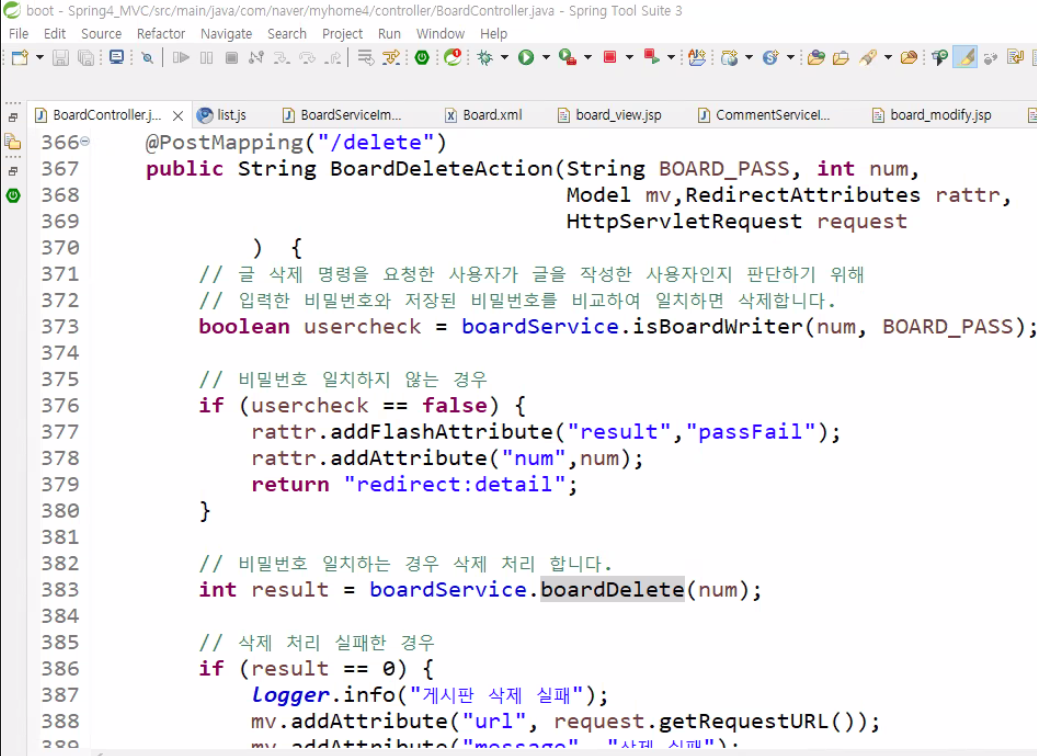 boot - Spring4_MVC/src/main/java/com/naver/myhome4/controller/BoardController.java - Spring Tool Suite 3
File Edit Source Refactor Navigate Search Project Run Window Help
BoardController.j... list.js BoardServiceIm... Board.xml board_view.jsp CommentServiceI... board_modify.jsp
366 @PostMapping("/delete")
367 public String BoardDeleteAction(String BOARD_PASS, int num,
368 Model mv,RedirectAttributes rattr,
369 HttpServletRequest request
370 ) {
371 // 글 삭제 명령을 요청한 사용자가 글을 작성한 사용자인지 판단하기 위해
372 // 입력한 비밀번호와 저장된 비밀번호를 비교하여 일치하면 삭제합니다.
373 boolean usercheck = boardService.isBoardWriter(num, BOARD_PASS);
374
375 // 비밀번호 일치하지 않는 경우
376 if (usercheck == false) {
377 rattr.addFlashAttribute("result","passFail");
378 rattr.addAttribute("num",num);
379 return "redirect:detail";
380 }
381
382 // 비밀번호 일치하는 경우 삭제 처리 합니다.
383 int result = boardService.boardDelete(num);
384
385 // 삭제 처리 실패한 경우
386 if (result == 0) {
387 logger.info("게시판 삭제 실패");
388 mv.addAttribute("url", request.getRequestURL());
389 mv.addAttribute("message", "삭제 실패");